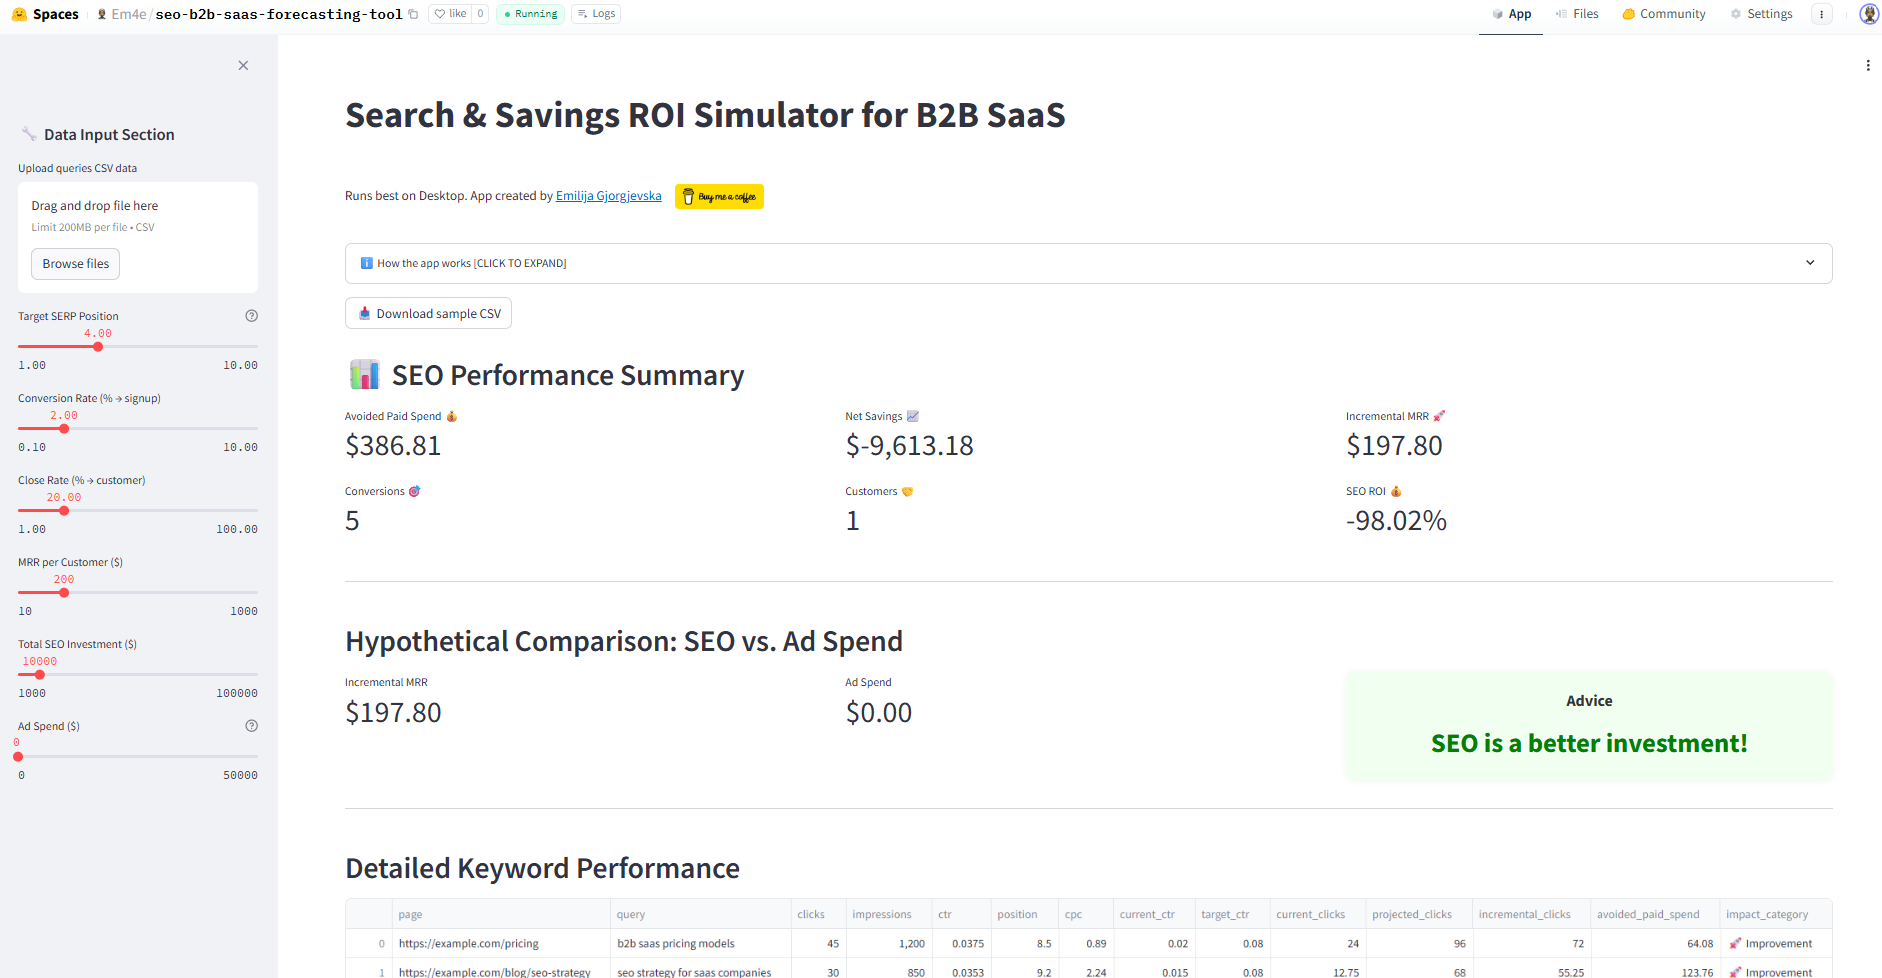 Spaces Em4e/seo-b2b-saas-forecasting-tool like 0 Running Logs App Files Community Settings
Data Input Section
Upload queries CSV data
Drag and drop file here
Limit 200MB per file • CSV
Browse files
Target SERP Position
4.00
1.00 10.00
Conversion Rate (% → signup)
2.00
0.10 10.00
Close Rate (% → customer)
20.00
1.00 100.00
MRR per Customer ($)
200
10 1000
Total SEO Investment ($)
10000
1000 100000
Ad Spend ($)
0
0 50000
Search & Savings ROI Simulator for B2B SaaS
Runs best on Desktop. App created by Emilija Gjorgjevska Buy me a coffee
How the app works [CLICK TO EXPAND]
Download sample CSV
SEO Performance Summary
Avoided Paid Spend Net Savings Incremental MRR
$386.81 $-9,613.18 $197.80
Conversions Customers SEO ROI
5 1 -98.02%
Hypothetical Comparison: SEO vs. Ad Spend
Incremental MRR Ad Spend
$197.80 $0.00
Advice
SEO is a better investment!
Detailed Keyword Performance
page query clicks impressions ctr position cpc current_ctr target_ctr current_clicks projected_clicks incremental_clicks avoided_paid_spend impact_category
0 https://example.com/pricing b2b saas pricing models 45 1,200 0.0375 8.5 0.89 0.02 0.08 24 96 72 64.08 Improvement
1 https://example.com/blog/seo-strategy seo strategy for saas companies 30 850 0.0353 9.2 2.24 0.015 0.08 12.75 68 55.25 123.76 Improvement